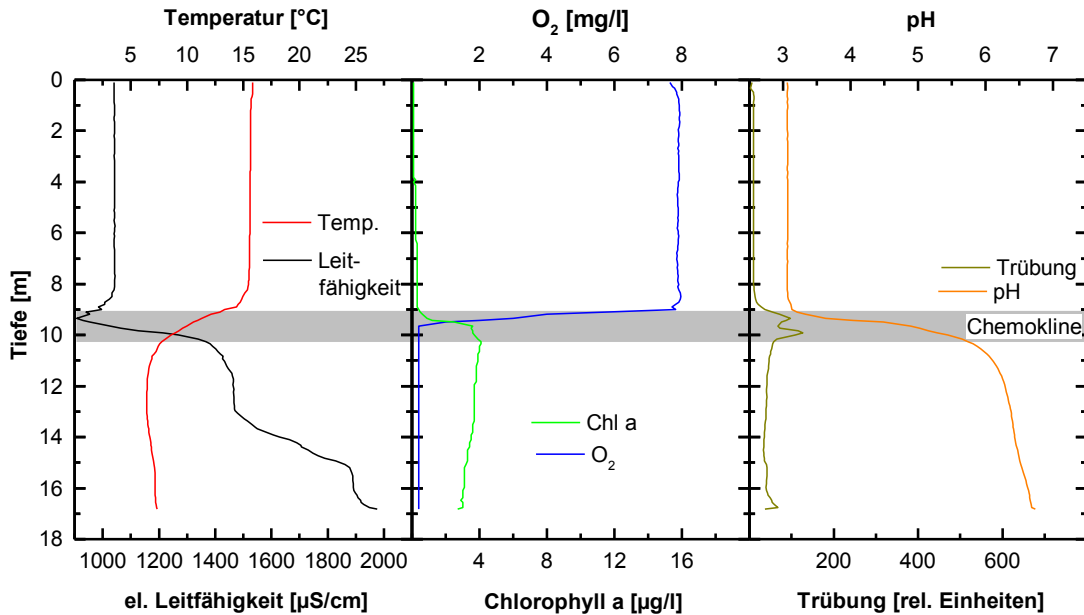 Temperatur [°C]
O2 [mg/l]
pH
5 10 15 20 25
2 4 6 8
3 4 5 6 7
0
2
4
6
8
10
12
14
16
18
Tiefe [m]
Temp.
Leit-
fähigkeit
Chl a
O2
Trübung
pH
Chemokline
1000 1200 1400 1600 1800 2000
4 8 12 16
200 400 600
el. Leitfähigkeit [µS/cm]
Chlorophyll a [µg/l]
Trübung [rel. Einheiten]